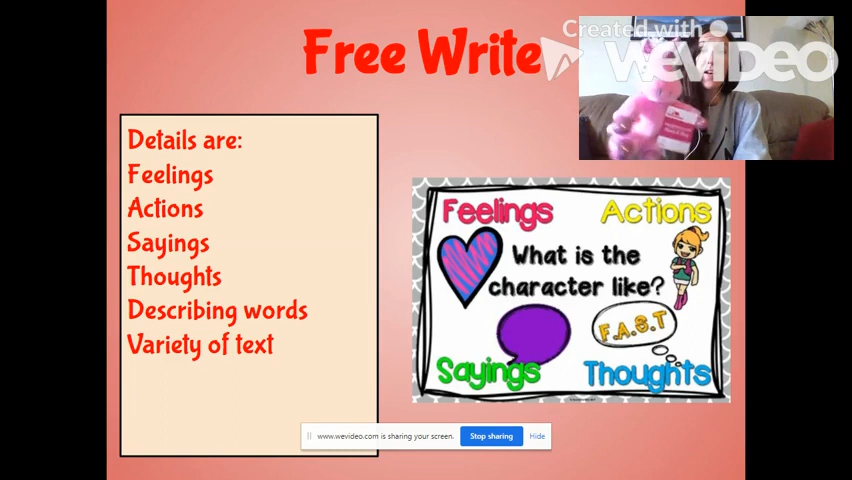 Free Write
Created with
WEVIDEO
Details are:
Feelings
Actions
Sayings
Thoughts
Describing words
Variety of text
Feelings
Actions
What is the
character like?
F.A.S.T
Sayings
Thoughts
www.wevideo.com is sharing your screen.
Stop sharing
Hide